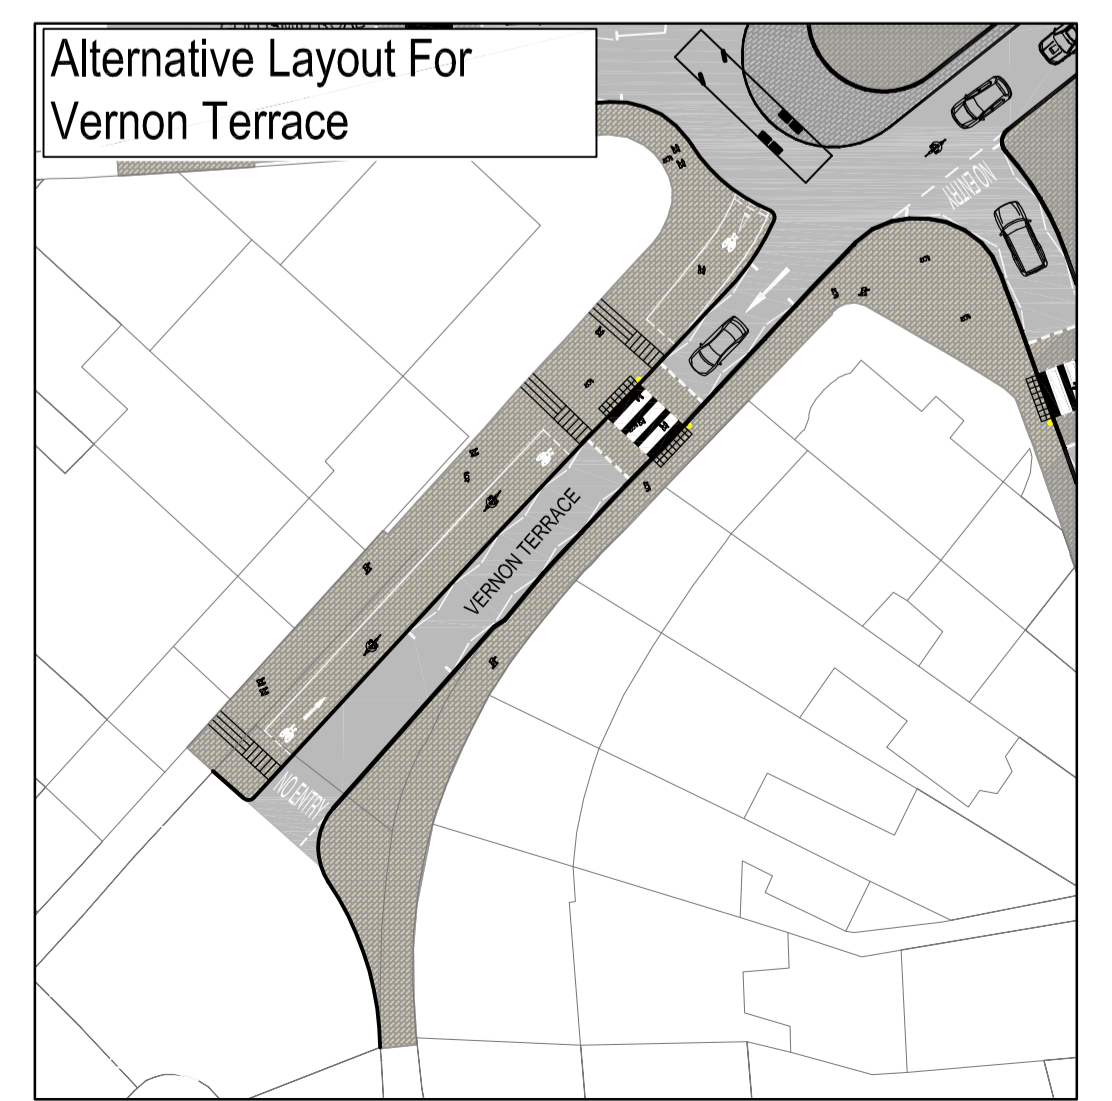 Alternative Layout For
Vernon Terrace
NO ENTRY
VERNON TERRACE
NO ENTRY